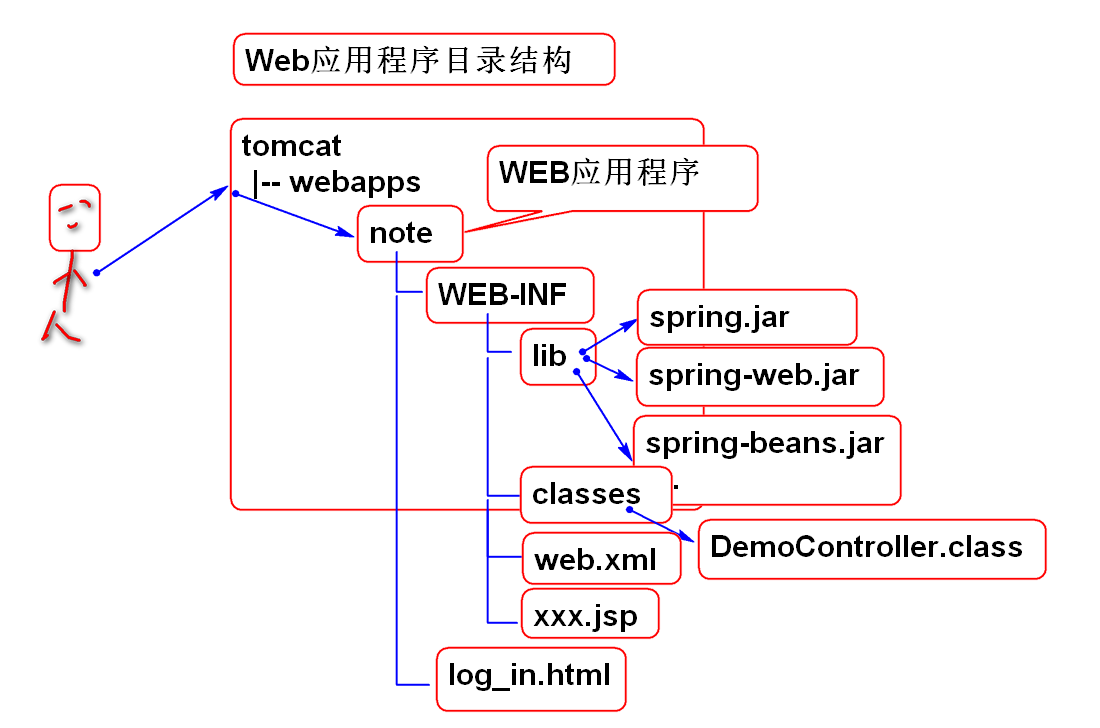 Web应用程序目录结构
tomcat
|-- webapps
WEB应用程序
note
WEB-INF
lib
spring.jar
spring-web.jar
spring-beans.jar
.
classes
DemoController.class
web.xml
xxx.jsp
log_in.html